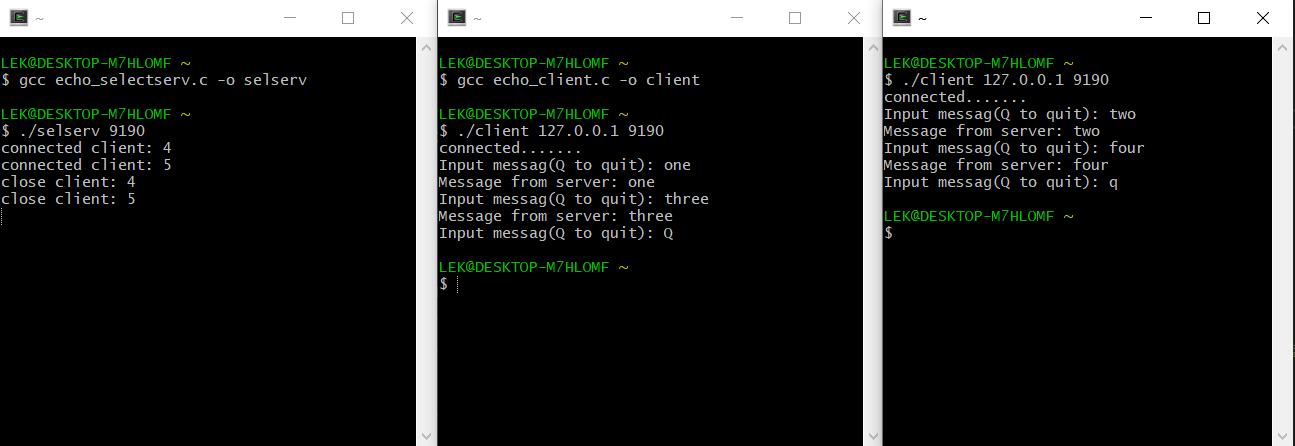 ~
LEK@DESKTOP-M7HLOMF ~
$ gcc echo_selectserv.c -o selserv
LEK@DESKTOP-M7HLOMF ~
$ ./selserv 9190
connected client: 4
connected client: 5
close client: 4
close client: 5
~
LEK@DESKTOP-M7HLOMF ~
$ gcc echo_client.c -o client
LEK@DESKTOP-M7HLOMF ~
$ ./client 127.0.0.1 9190
connected.......
Input messag(Q to quit): one
Message from server: one
Input messag(Q to quit): three
Message from server: three
Input messag(Q to quit): Q
LEK@DESKTOP-M7HLOMF ~
$
~
LEK@DESKTOP-M7HLOMF ~
$ ./client 127.0.0.1 9190
connected.......
Input messag(Q to quit): two
Message from server: two
Input messag(Q to quit): four
Message from server: four
Input messag(Q to quit): q
LEK@DESKTOP-M7HLOMF ~
$